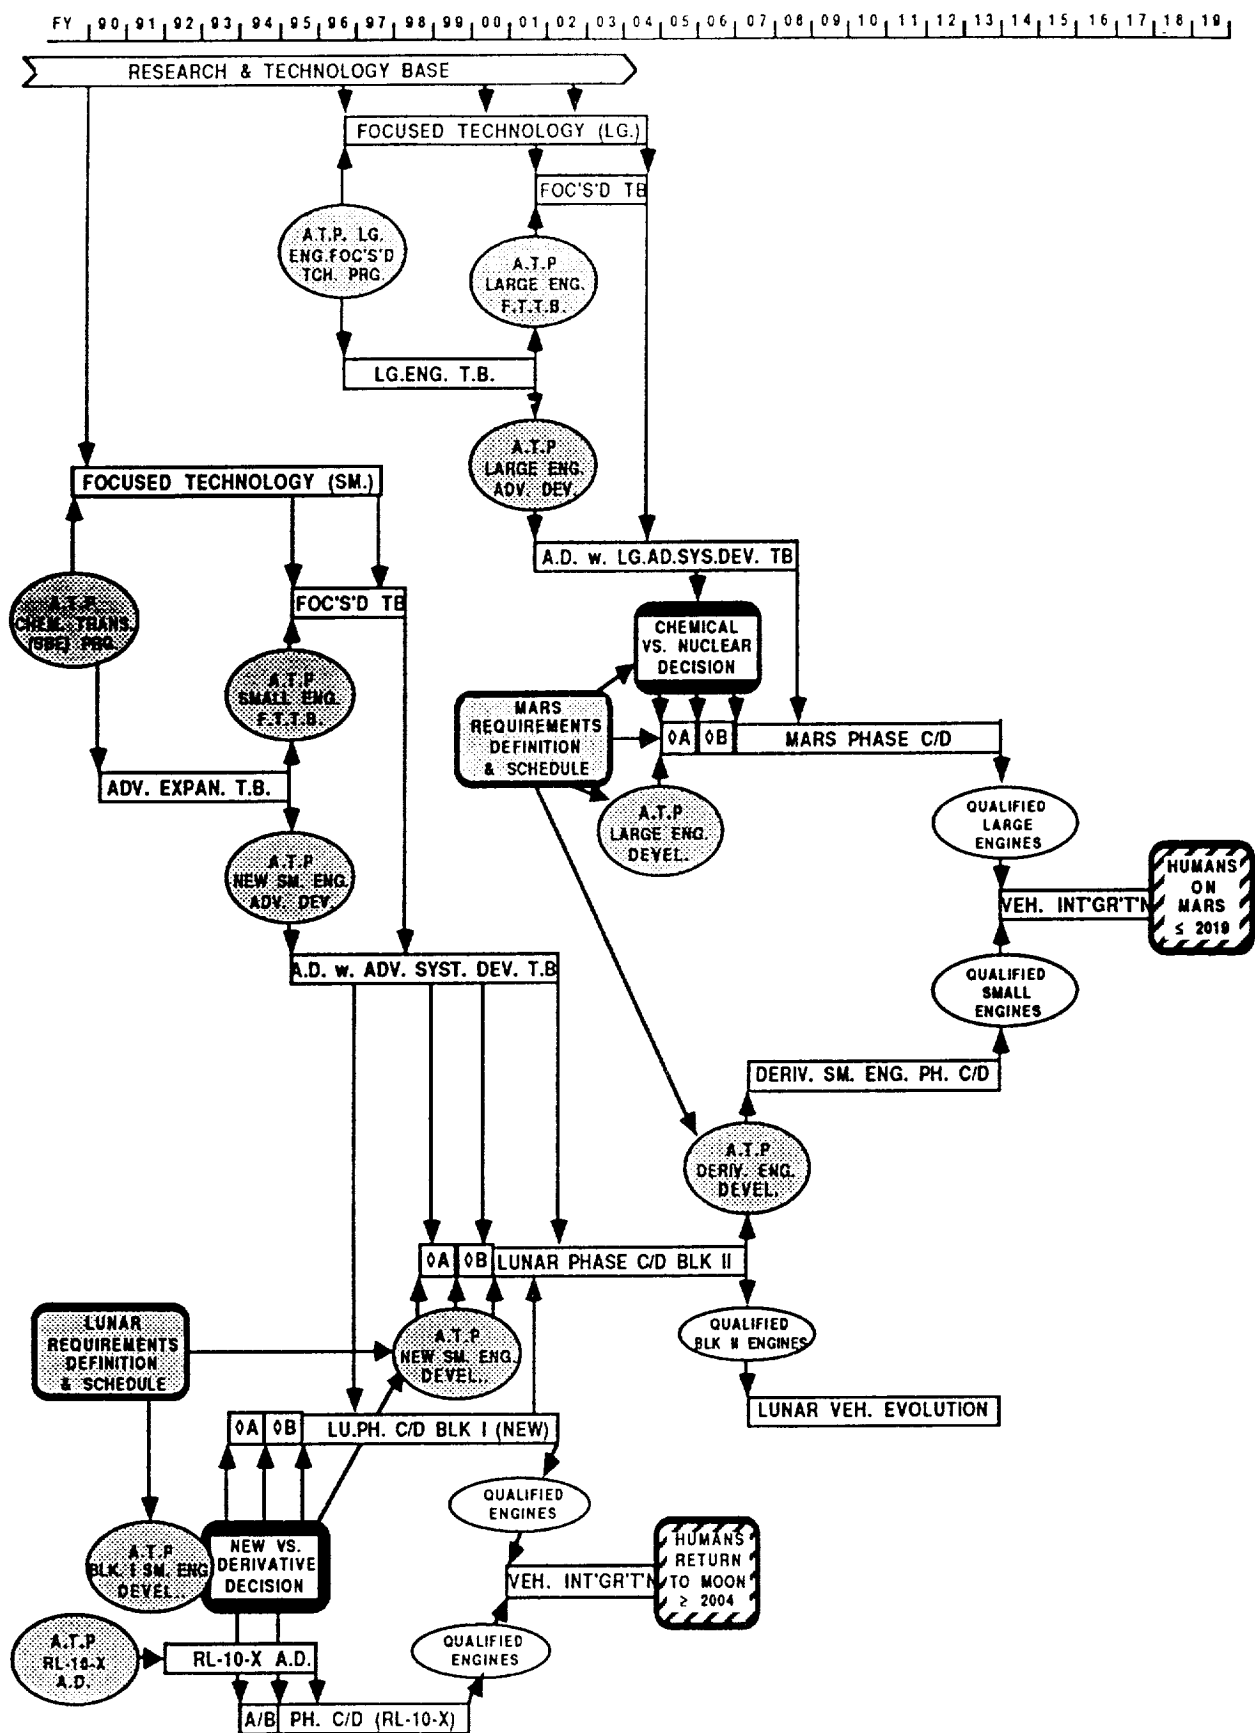 FY 90 91 92 93 94 95 96 97 98 99 00 01 02 03 04 05 06 07 08 09 10 11 12 13 14 15 16 17 18 19
RESEARCH & TECHNOLOGY BASE
FOCUSED TECHNOLOGY (LG.)
FOC'S'D TB
A.T.P. LG.
ENG.FOC'S'D
TCH. PRG.
A.T.P
LARGE ENG.
F.T.T.B.
LG.ENG. T.B.
A.T.P
LARGE ENG.
ADV. DEV.
FOCUSED TECHNOLOGY (SM.)
A.D. w. LG.AD.SYS.DEV. TB
A.T.P.
CHEM. TRANS.
(SBE) PRG.
FOC'S'D TB
CHEMICAL
VS. NUCLEAR
DECISION
A.T.P
SMALL ENG.
F.T.T.B.
MARS
REQUIREMENTS
DEFINITION
& SCHEDULE
◊A ◊B MARS PHASE C/D
ADV. EXPAN. T.B.
A.T.P
LARGE ENG.
DEVEL.
QUALIFIED
LARGE
ENGINES
A.T.P
NEW SM. ENG.
ADV. DEV.
VEH. INT'GR'T'N
HUMANS
ON
MARS
≤ 2019
A.D. w. ADV. SYST. DEV. T.B
QUALIFIED
SMALL
ENGINES
DERIV. SM. ENG. PH. C/D
A.T.P
DERIV. ENG.
DEVEL.
◊A ◊B LUNAR PHASE C/D BLK II
LUNAR
REQUIREMENTS
DEFINITION
& SCHEDULE
A.T.P
NEW SM. ENG.
DEVEL..
QUALIFIED
BLK II ENGINES
LUNAR VEH. EVOLUTION
◊A ◊B LU.PH. C/D BLK I (NEW)
QUALIFIED
ENGINES
A.T.P
BLK. I SM. ENG
DEVEL..
NEW VS.
DERIVATIVE
DECISION
VEH. INT'GR'T'N
HUMANS
RETURN
TO MOON
≥ 2004
A.T.P
RL-10-X
A.D.
RL-10-X A.D.
QUALIFIED
ENGINES
A/B PH. C/D (RL-10-X)